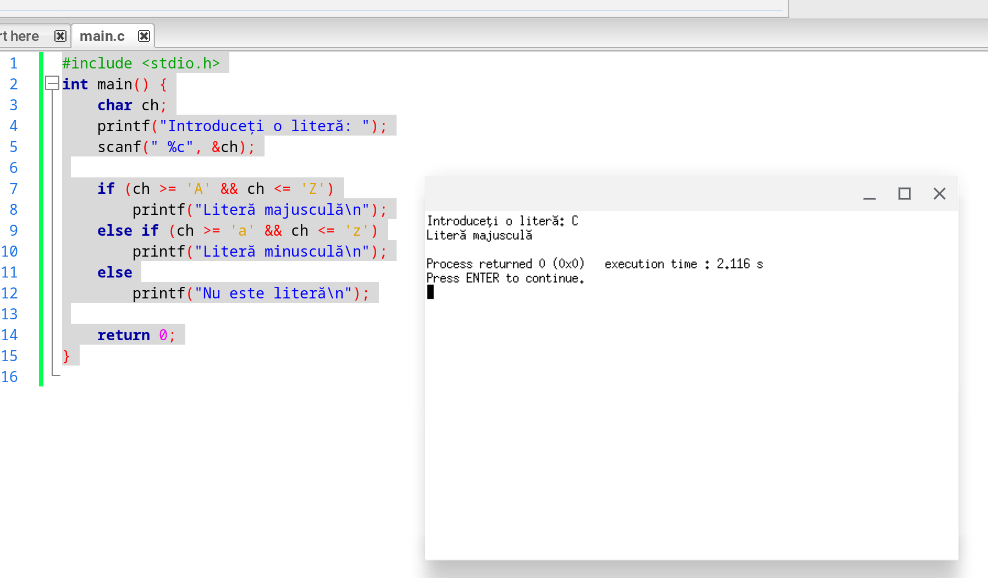 rt here
main.c
1 #include <stdio.h>
2 int main() {
3 char ch;
4 printf("Introduceți o literă: ");
5 scanf(" %c", &ch);
6
7 if (ch >= 'A' && ch <= 'Z')
8 printf("Literă majusculă\n");
9 else if (ch >= 'a' && ch <= 'z')
10 printf("Literă minusculă\n");
11 else
12 printf("Nu este literă\n");
13
14 return 0;
15 }
16
Introduceți o literă: C
Literă majusculă
Process returned 0 (0x0) execution time : 2.116 s
Press ENTER to continue.